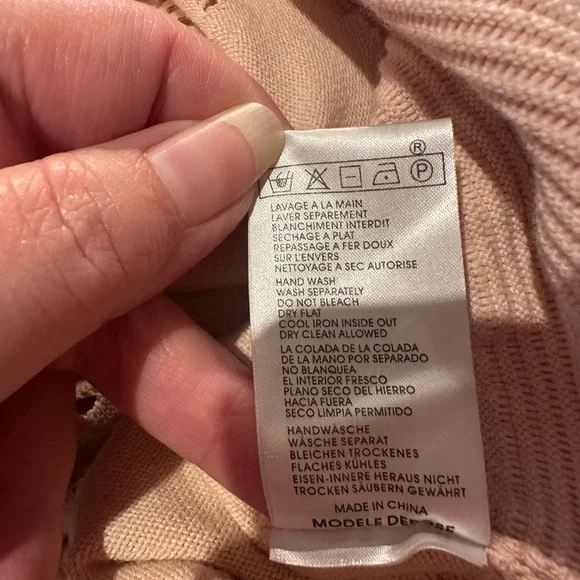 ®
P
LAVAGE A LA MAIN
LAVER SEPAREMENT
BLANCHIMENT INTERDIT
SECHAGE A PLAT
REPASSAGE A FER DOUX
SUR L'ENVERS
NETTOYAGE A SEC AUTORISE
HAND WASH
WASH SEPARATELY
DO NOT BLEACH
DRY FLAT
COOL IRON INSIDE OUT
DRY CLEAN ALLOWED
LA COLADA DE LA COLADA
DE LA MANO POR SEPARADO
NO BLANQUEA
EL INTERIOR FRESCO
PLANO SECO DEL HIERRO
HACIA FUERA
SECO LIMPIA PERMITIDO
HANDWÄSCHE
WÄSCHE SEPARAT
BLEICHEN TROCKENES
FLACHES KÜHLES
EISEN-INNERE HERAUS NICHT
TROCKEN SÄUBERN GEWÄHRT
MADE IN CHINA
MODELE